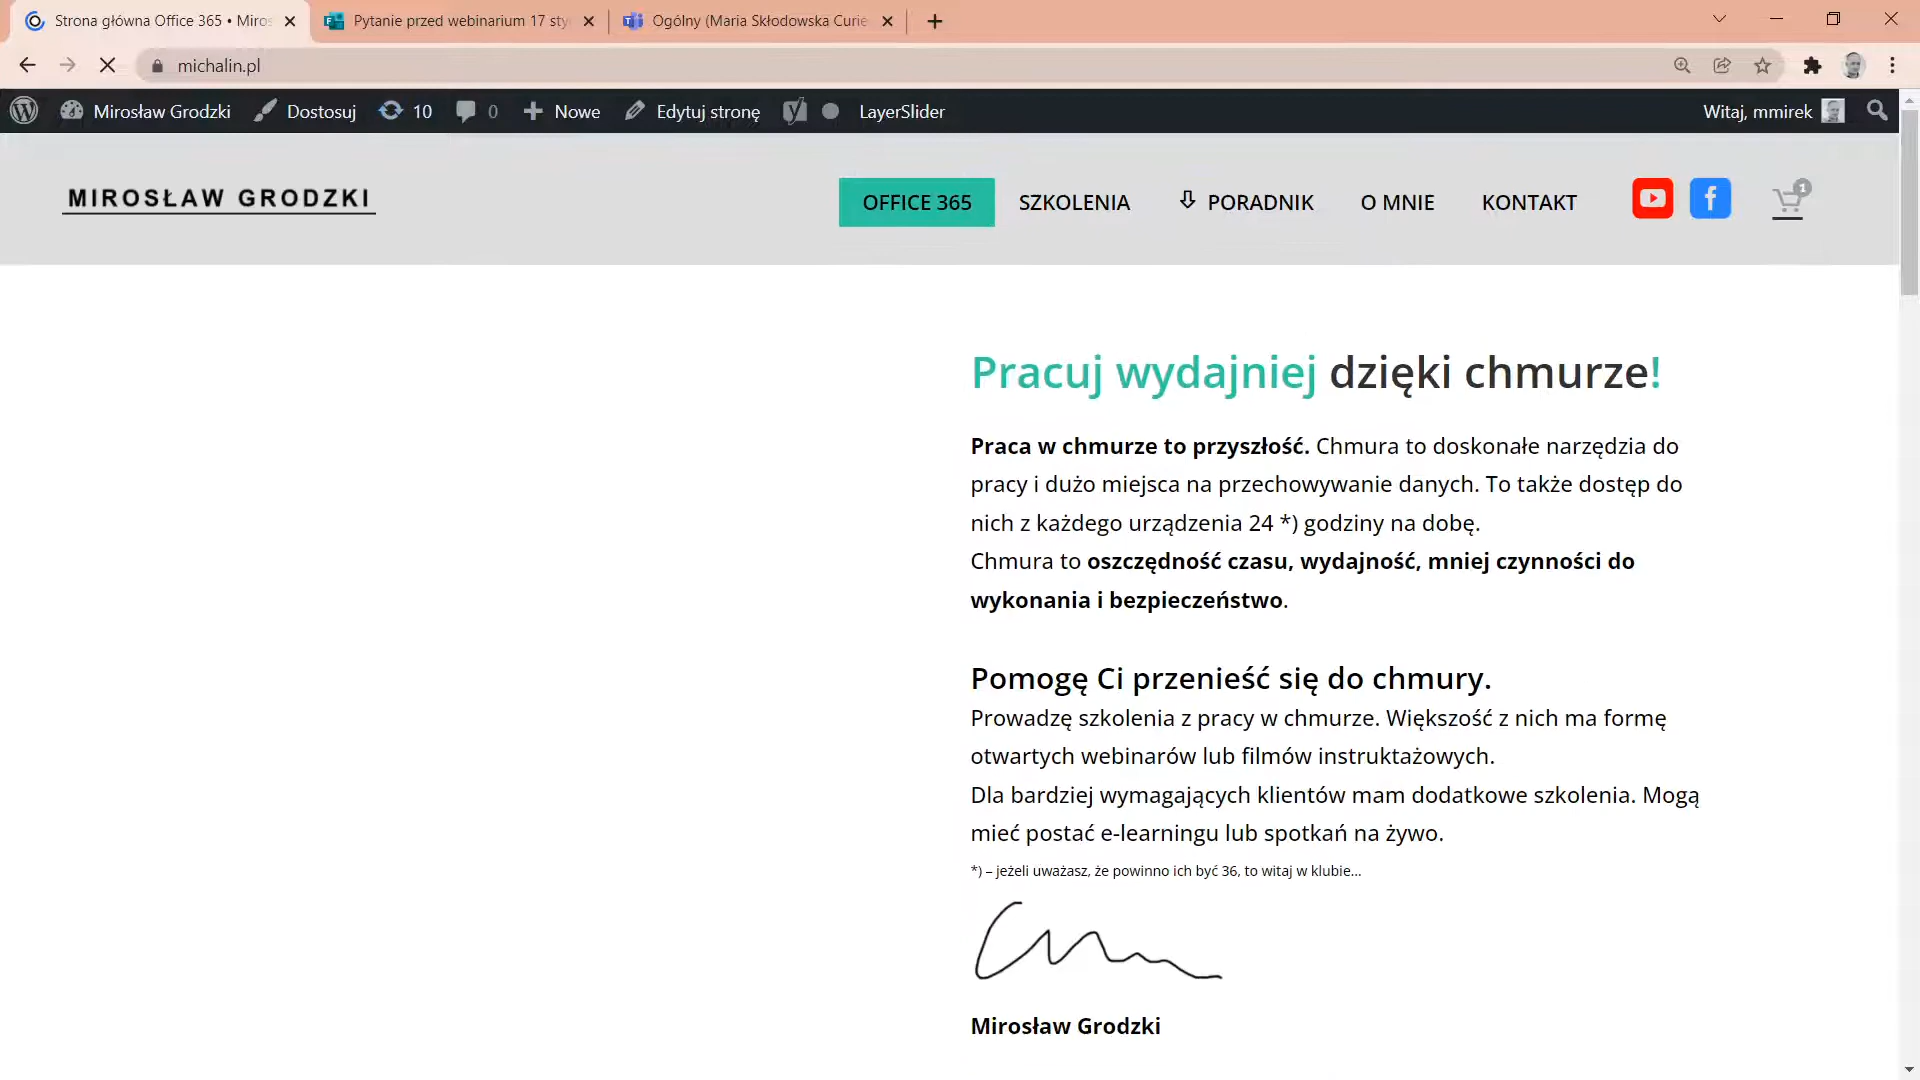 Strona główna Office 365 • Miros
Pytanie przed webinarium 17 sty
Ogólny (Maria Skłodowska Curie
michalin.pl
Mirosław Grodzki Dostosuj 10 0 Nowe Edytuj stronę LayerSlider Witaj, mmirek
MIROSŁAW GRODZKI
OFFICE 365 SZKOLENIA PORADNIK O MNIE KONTAKT 1
Pracuj wydajniej dzięki chmurze!
Praca w chmurze to przyszłość. Chmura to doskonałe narzędzia do
pracy i dużo miejsca na przechowywanie danych. To także dostęp do
nich z każdego urządzenia 24 *) godziny na dobę.
Chmura to oszczędność czasu, wydajność, mniej czynności do
wykonania i bezpieczeństwo.
Pomogę Ci przenieść się do chmury.
Prowadzę szkolenia z pracy w chmurze. Większość z nich ma formę
otwartych webinarów lub filmów instruktażowych.
Dla bardziej wymagających klientów mam dodatkowe szkolenia. Mogą
mieć postać e-learningu lub spotkań na żywo.
*) – jeżeli uważasz, że powinno ich być 36, to witaj w klubie…
Mirosław Grodzki